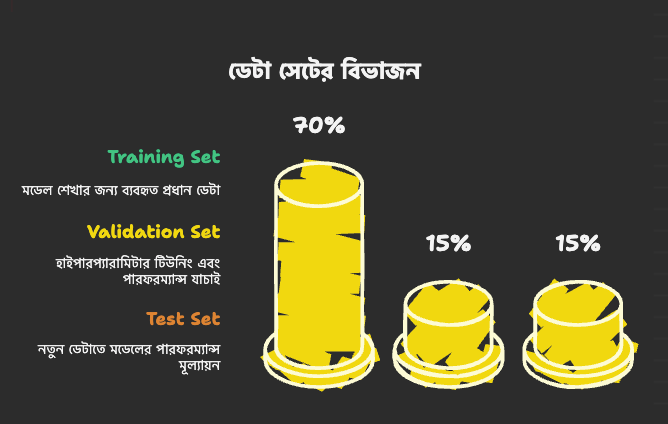 ডেটা সেটের বিভাজন
70%
Training Set
মডেল শেখার জন্য ব্যবহৃত প্রধান ডেটা
Validation Set
হাইপারপ্যারামিটার টিউনিং এবং
পারফরম্যান্স যাচাই
15%
15%
Test Set
নতুন ডেটাতে মডেলের পারফরম্যান্স
মূল্যায়ন